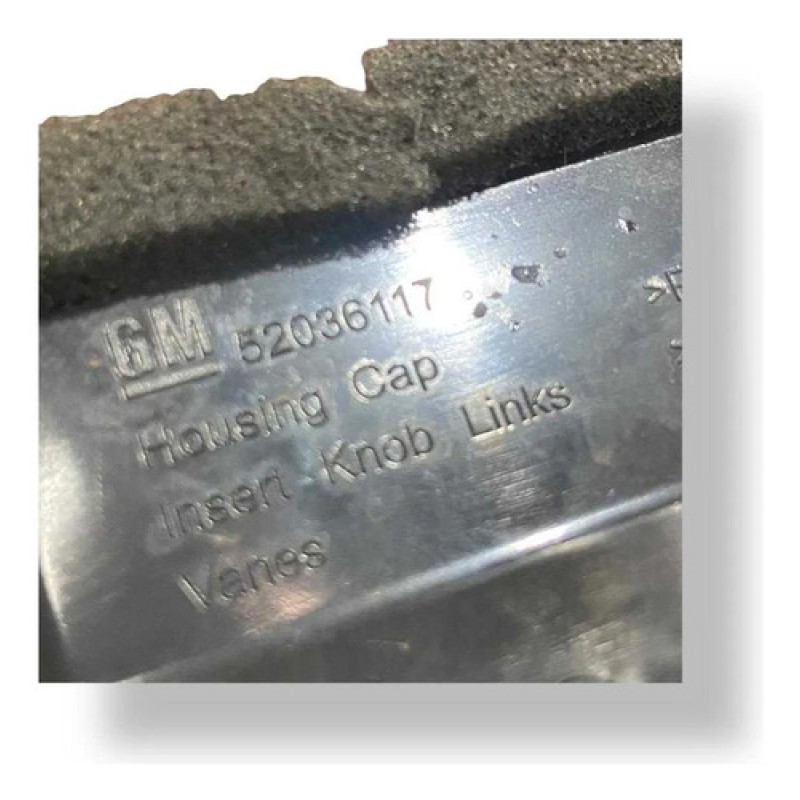 GM 52036117
Housing Cap
Insert Knob Links
Vanes